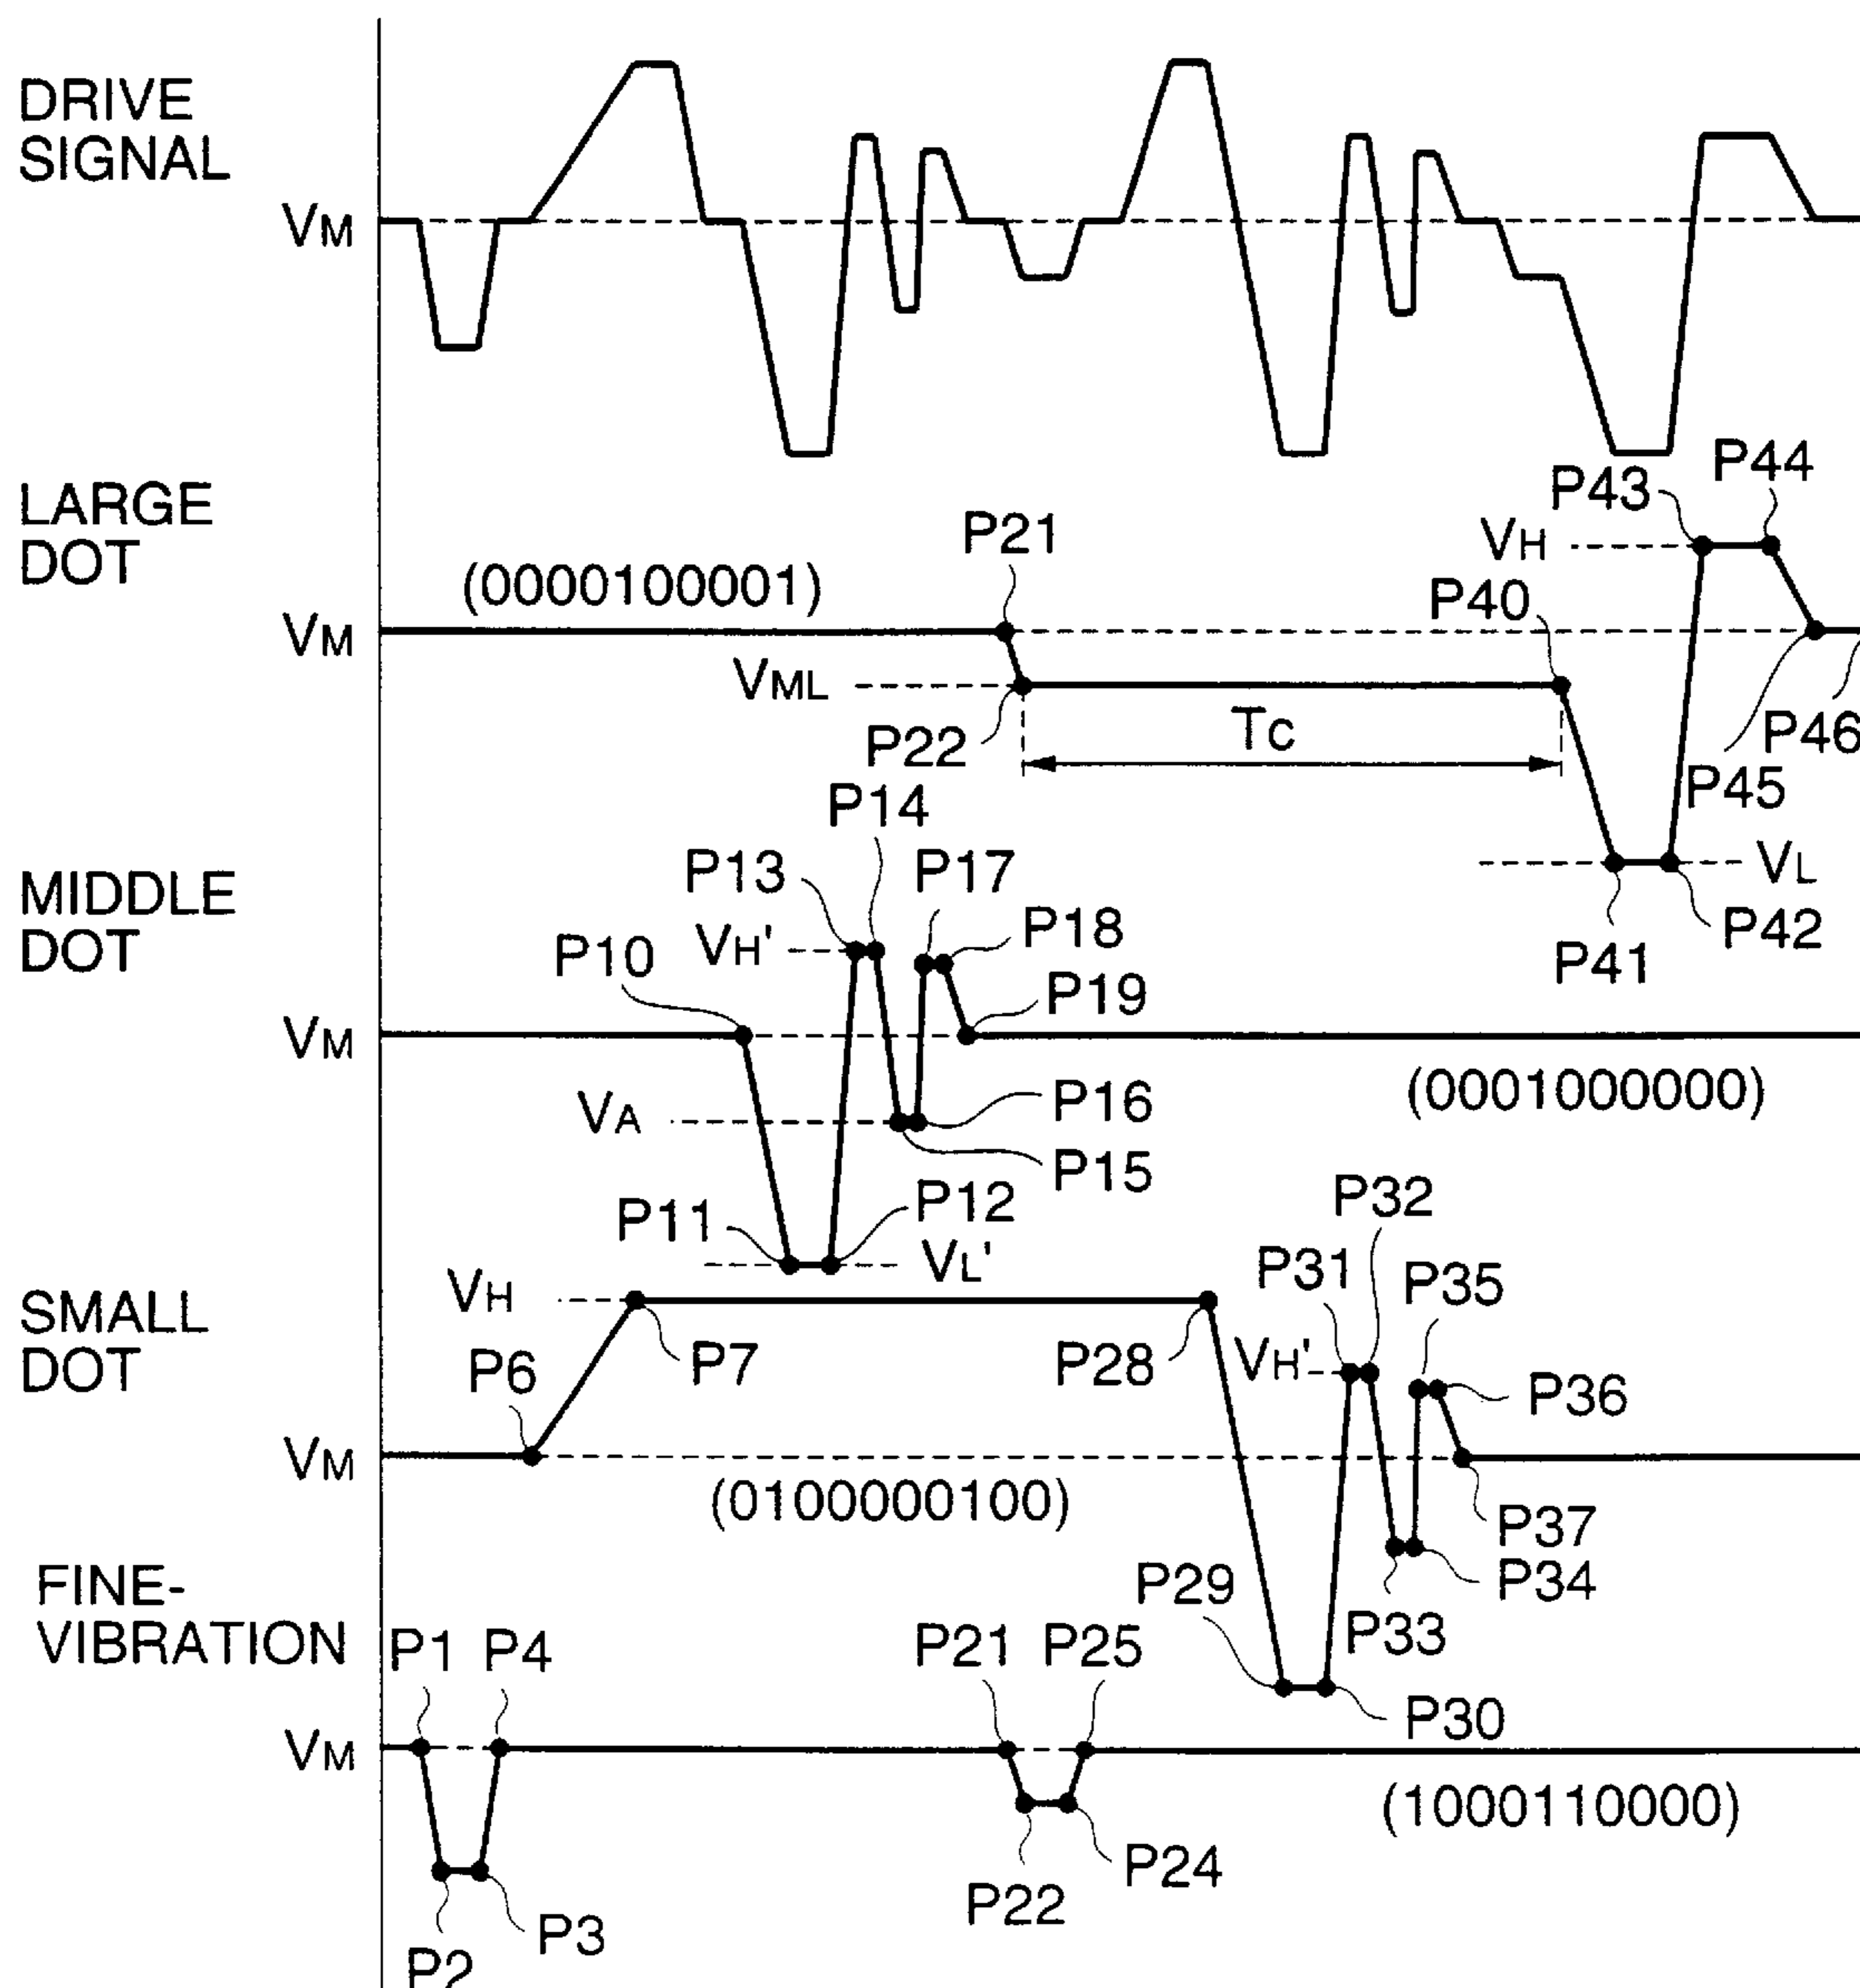 DRIVE
SIGNAL
VM
LARGE
DOT
(0000100001)
P21
P43
P44
VH
P40
VM
VML
P22
TC
P46
P45
VL
P41
P42
MIDDLE
DOT
P14
P13
P17
VH'
P18
P10
P19
VM
(0001000000)
VA
P16
P15
P11
P12
VL'
SMALL
DOT
VH
P6
P7
P28
P32
P31
P35
VH'
P36
VM
(0100000100)
P37
P34
P33
P29
P30
FINE-
VIBRATION
P1
P4
P21
P25
VM
(1000110000)
P24
P22
P3
P2